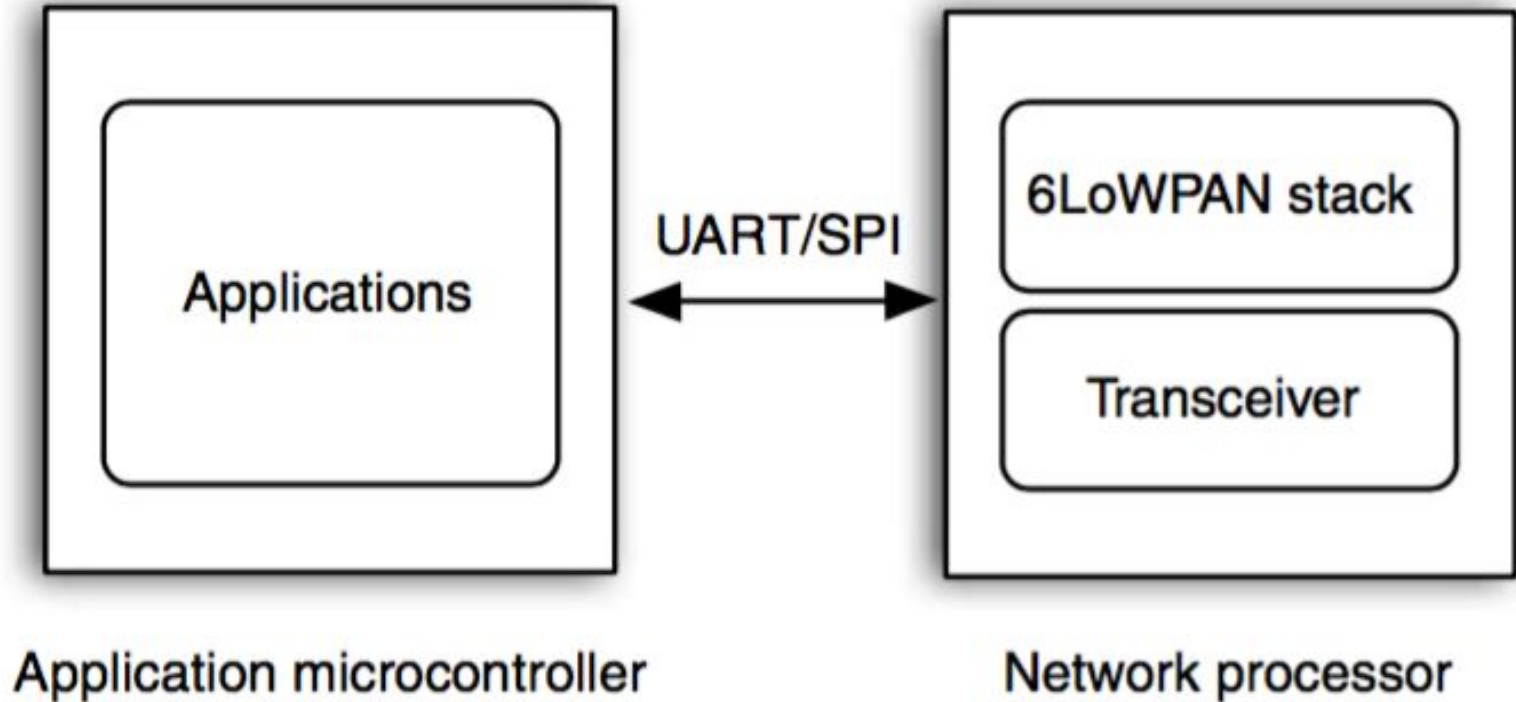 Applications
UART/SPI
6LoWPAN stack
Transceiver
Application microcontroller
Network processor